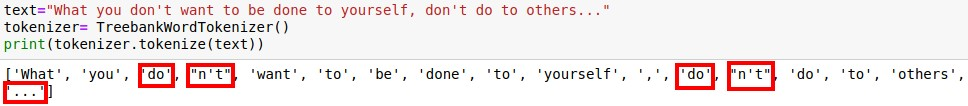 text="What you don't want to be done to yourself, don't do to others..."
tokenizer= TreebankWordTokenizer()
print(tokenizer.tokenize(text))
['What', 'you', 'do', "n't", 'want', 'to', 'be', 'done', 'to', 'yourself', ',', 'do', "n't", 'do', 'to', 'others',
'...']